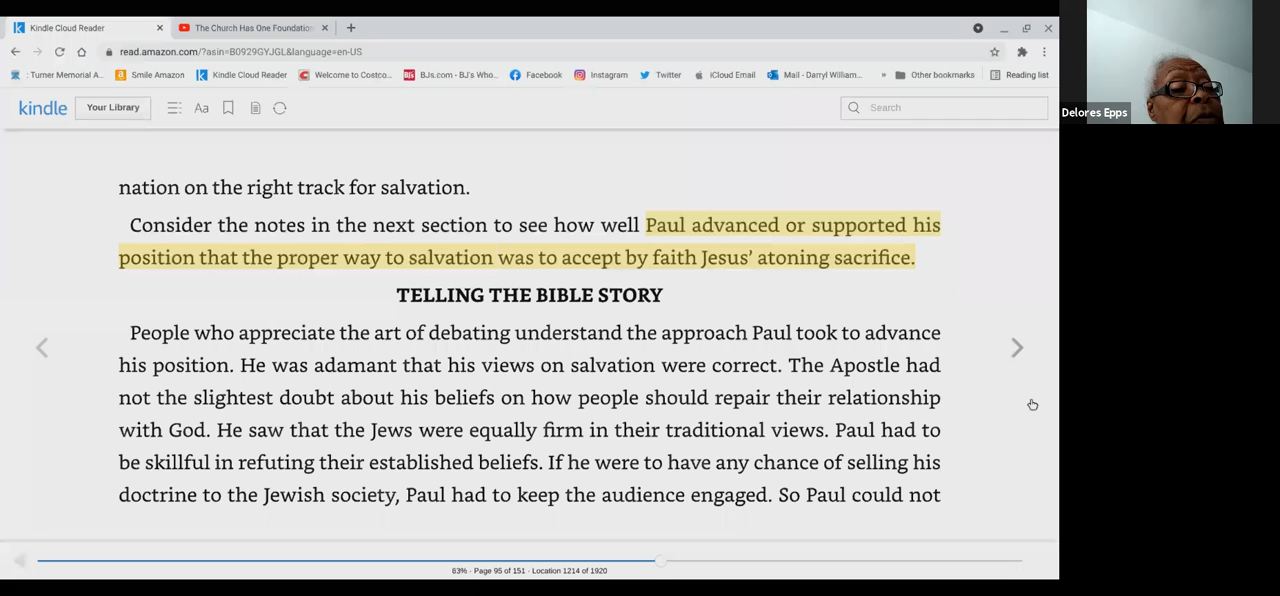 Kindle Cloud Reader
The Church Has One Foundation
read.amazon.com/?asin=B0929GYJGL&language=en-US
: Turner Memorial A...
Smile Amazon
Kindle Cloud Reader
Welcome to Costco...
BJs.com - BJ's Who...
Facebook
Instagram
Twitter
iCloud Email
Mail - Darryl William...
»
Other bookmarks
Reading list
kindle
Your Library
Aa
Search
Delores Epps
nation on the right track for salvation.
Consider the notes in the next section to see how well Paul advanced or supported his
position that the proper way to salvation was to accept by faith Jesus’ atoning sacrifice.
TELLING THE BIBLE STORY
People who appreciate the art of debating understand the approach Paul took to advance
his position. He was adamant that his views on salvation were correct. The Apostle had
not the slightest doubt about his beliefs on how people should repair their relationship
with God. He saw that the Jews were equally firm in their traditional views. Paul had to
be skillful in refuting their established beliefs. If he were to have any chance of selling his
doctrine to the Jewish society, Paul had to keep the audience engaged. So Paul could not
63% · Page 95 of 151 · Location 1214 of 1920